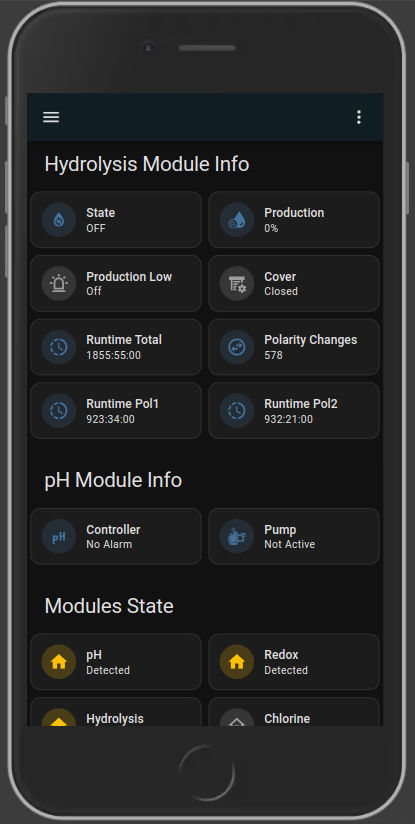 Hydrolysis Module Info
State
OFF
Production
0%
Production Low
Off
Cover
Closed
Runtime Total
1855:55:00
Polarity Changes
578
Runtime Pol1
923:34:00
Runtime Pol2
932:21:00
pH Module Info
pH
Controller
No Alarm
Pump
Not Active
Modules State
pH
Detected
Redox
Detected
Hydrolysis
Chlorine